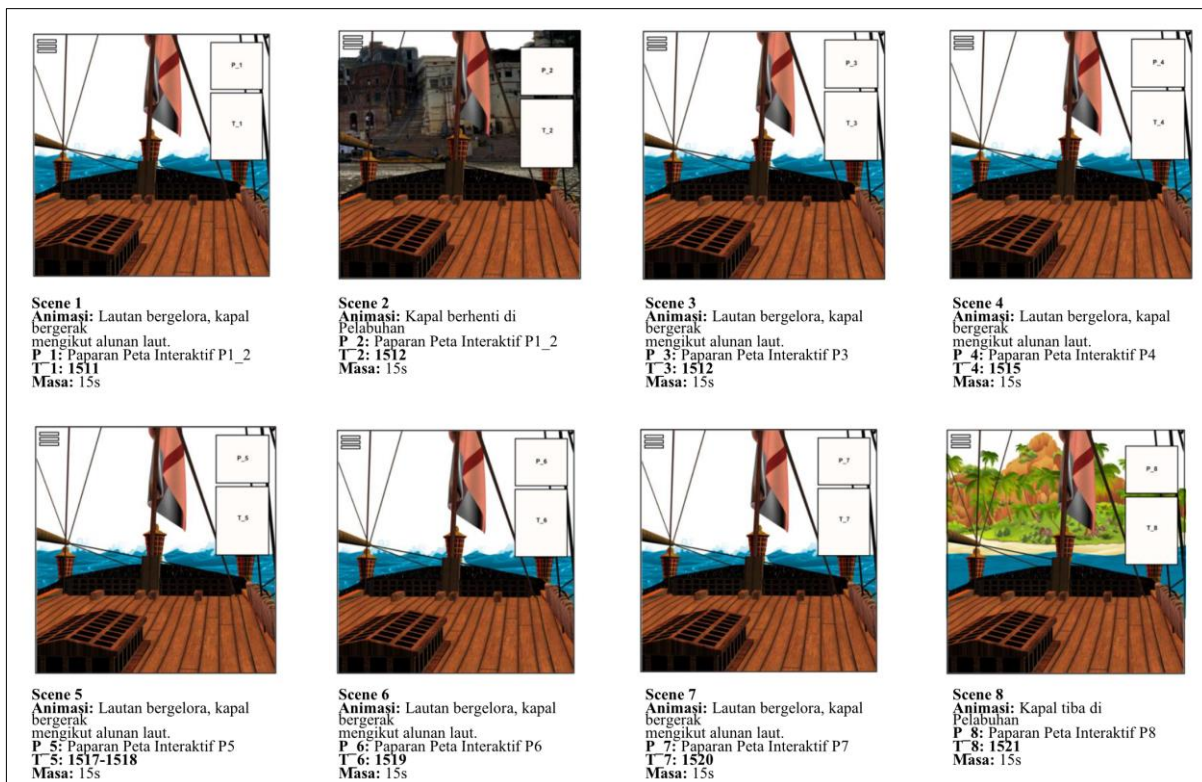 P_1
T_1
P_2
T_2
P_3
T_3
P_4
T_4
Scene 1
Animasi: Lautan bergelora, kapal
bergerak
mengikut alunan laut.
P_1: Paparan Peta Interaktif P1_2
T_1: 1511
Masa: 15s
Scene 2
Animasi: Kapal berhenti di
Pelabuhan
P_2: Paparan Peta Interaktif P1_2
T_2: 1512
Masa: 15s
Scene 3
Animasi: Lautan bergelora, kapal
bergerak
mengikut alunan laut.
P_3: Paparan Peta Interaktif P3
T_3: 1512
Masa: 15s
Scene 4
Animasi: Lautan bergelora, kapal
bergerak
mengikut alunan laut.
P_4: Paparan Peta Interaktif P4
T_4: 1515
Masa: 15s
P_5
T_5
P_6
T_6
P_7
T_7
P_8
T_8
Scene 5
Animasi: Lautan bergelora, kapal
bergerak
mengikut alunan laut.
P_5: Paparan Peta Interaktif P5
T_5: 1517-1518
Masa: 15s
Scene 6
Animasi: Lautan bergelora, kapal
bergerak
mengikut alunan laut.
P_6: Paparan Peta Interaktif P6
T_6: 1519
Masa: 15s
Scene 7
Animasi: Lautan bergelora, kapal
bergerak
mengikut alunan laut.
P_7: Paparan Peta Interaktif P7
T_7: 1520
Masa: 15s
Scene 8
Animasi: Kapal tiba di
Pelabuhan
P_8: Paparan Peta Interaktif P8
T_8: 1521
Masa: 15s